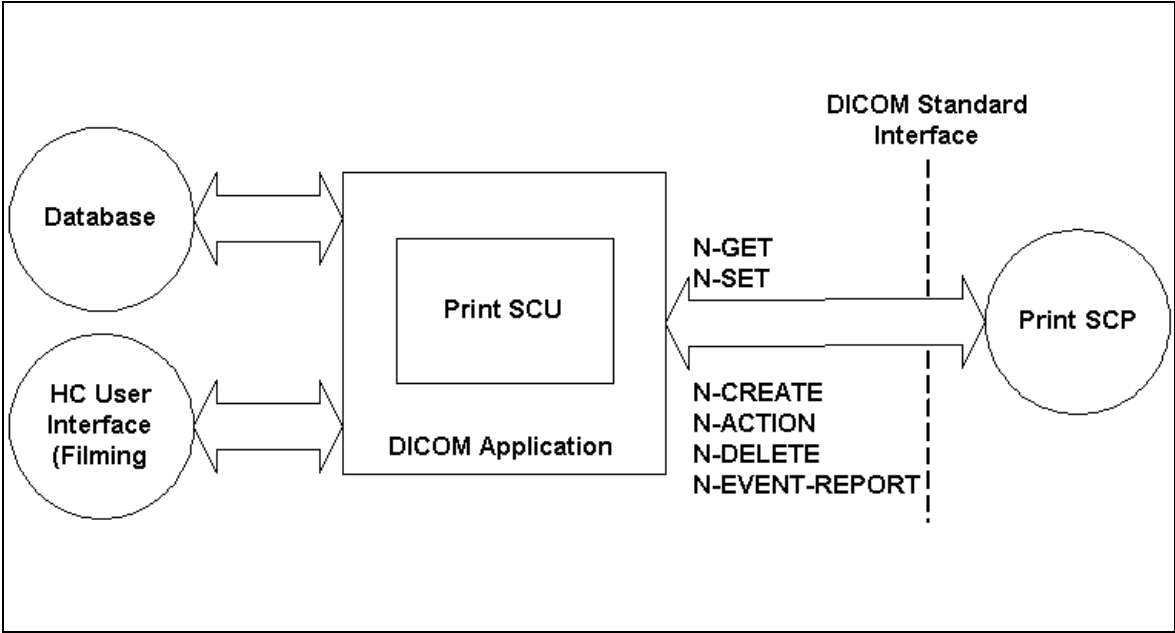 DICOM Standard
Interface
Database
N-GET
N-SET
Print SCU
Print SCP
HC User
Interface
(Filming
DICOM Application
N-CREATE
N-ACTION
N-DELETE
N-EVENT-REPORT